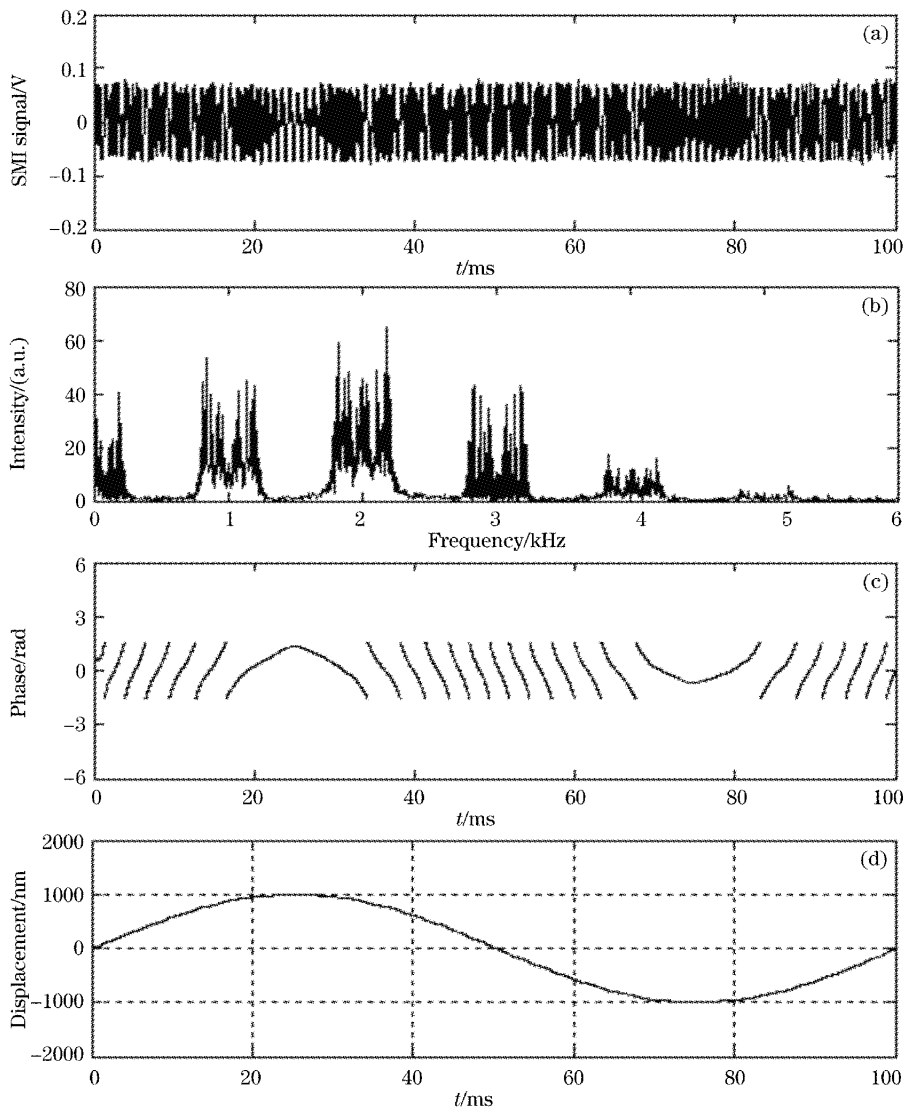 0.2
(a)
0.1
0
−0.1
−0.2
SMI siqnal/V
0 20 40 60 80 100
t/ms
80
(b)
60
40
20
0
Intensity/(a.u.)
0 1 2 3 4 5 6
Frequency/kHz
6
(c)
3
0
−3
−6
Phase/rad
0 20 40 60 80 100
t/ms
2000
(d)
1000
0
−1000
−2000
Displacement/nm
0 20 40 60 80 100
t/ms